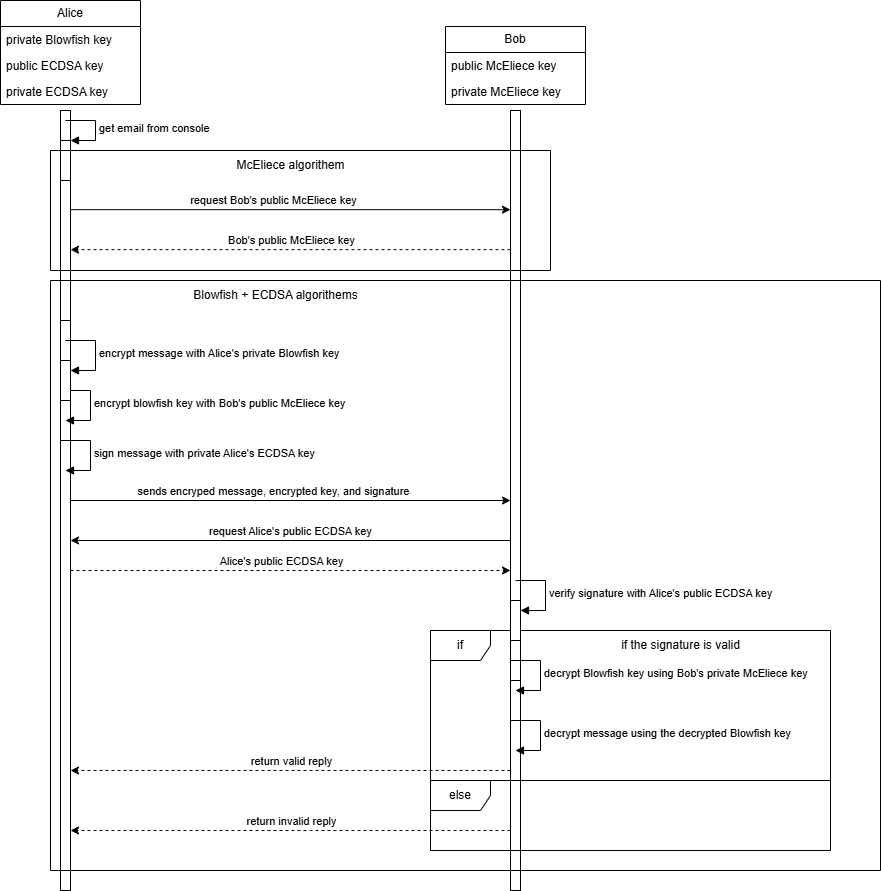 Alice
private Blowfish key
public ECDSA key
private ECDSA key
Bob
public McEliece key
private McEliece key
get email from console
McEliece algorithem
request Bob's public McEliece key
Bob's public McEliece key
Blowfish + ECDSA algorithems
encrypt message with Alice's private Blowfish key
encrypt blowfish key with Bob's public McEliece key
sign message with private Alice's ECDSA key
sends encryped message, encrypted key, and signature
request Alice's public ECDSA key
Alice's public ECDSA key
verify signature with Alice's public ECDSA key
if
if the signature is valid
decrypt Blowfish key using Bob's private McEliece key
decrypt message using the decrypted Blowfish key
return valid reply
else
return invalid reply